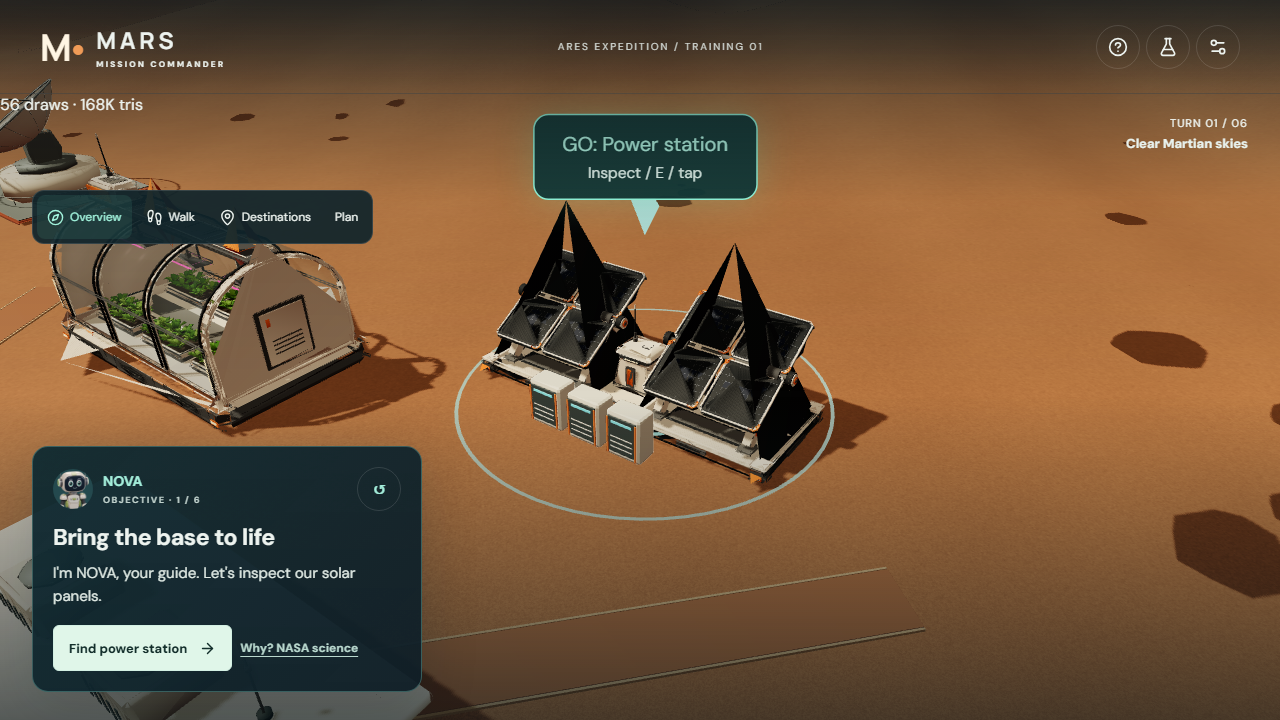 M
MARS
MISSION COMMANDER
ARES EXPEDITION / TRAINING 01
56 draws · 168K tris
TURN 01 / 06
Clear Martian skies
GO: Power station
Inspect / E / tap
Overview
Walk
Destinations
Plan
NOVA
OBJECTIVE · 1 / 6
Bring the base to life
I'm NOVA, your guide. Let's inspect our solar
panels.
Find power station →
Why? NASA science